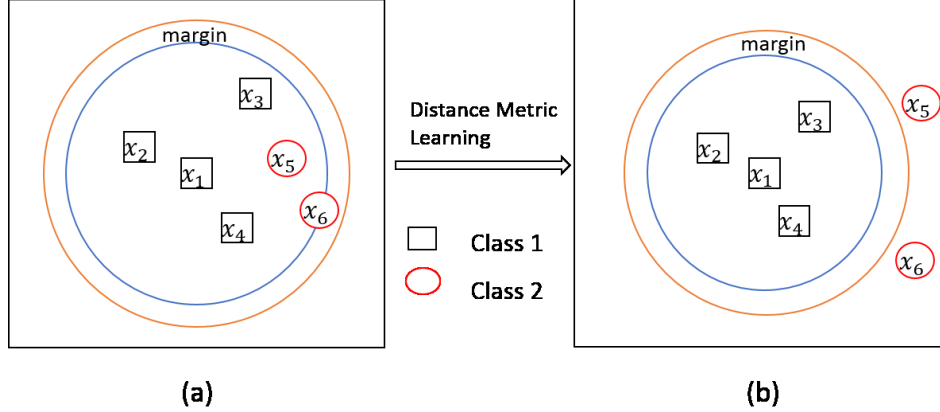 margin
x₃
x₂
x₅
x₁
x₆
x₄
(a)
Distance Metric
Learning
Class 1
Class 2
margin
x₅
x₃
x₂
x₁
x₄
x₆
(b)